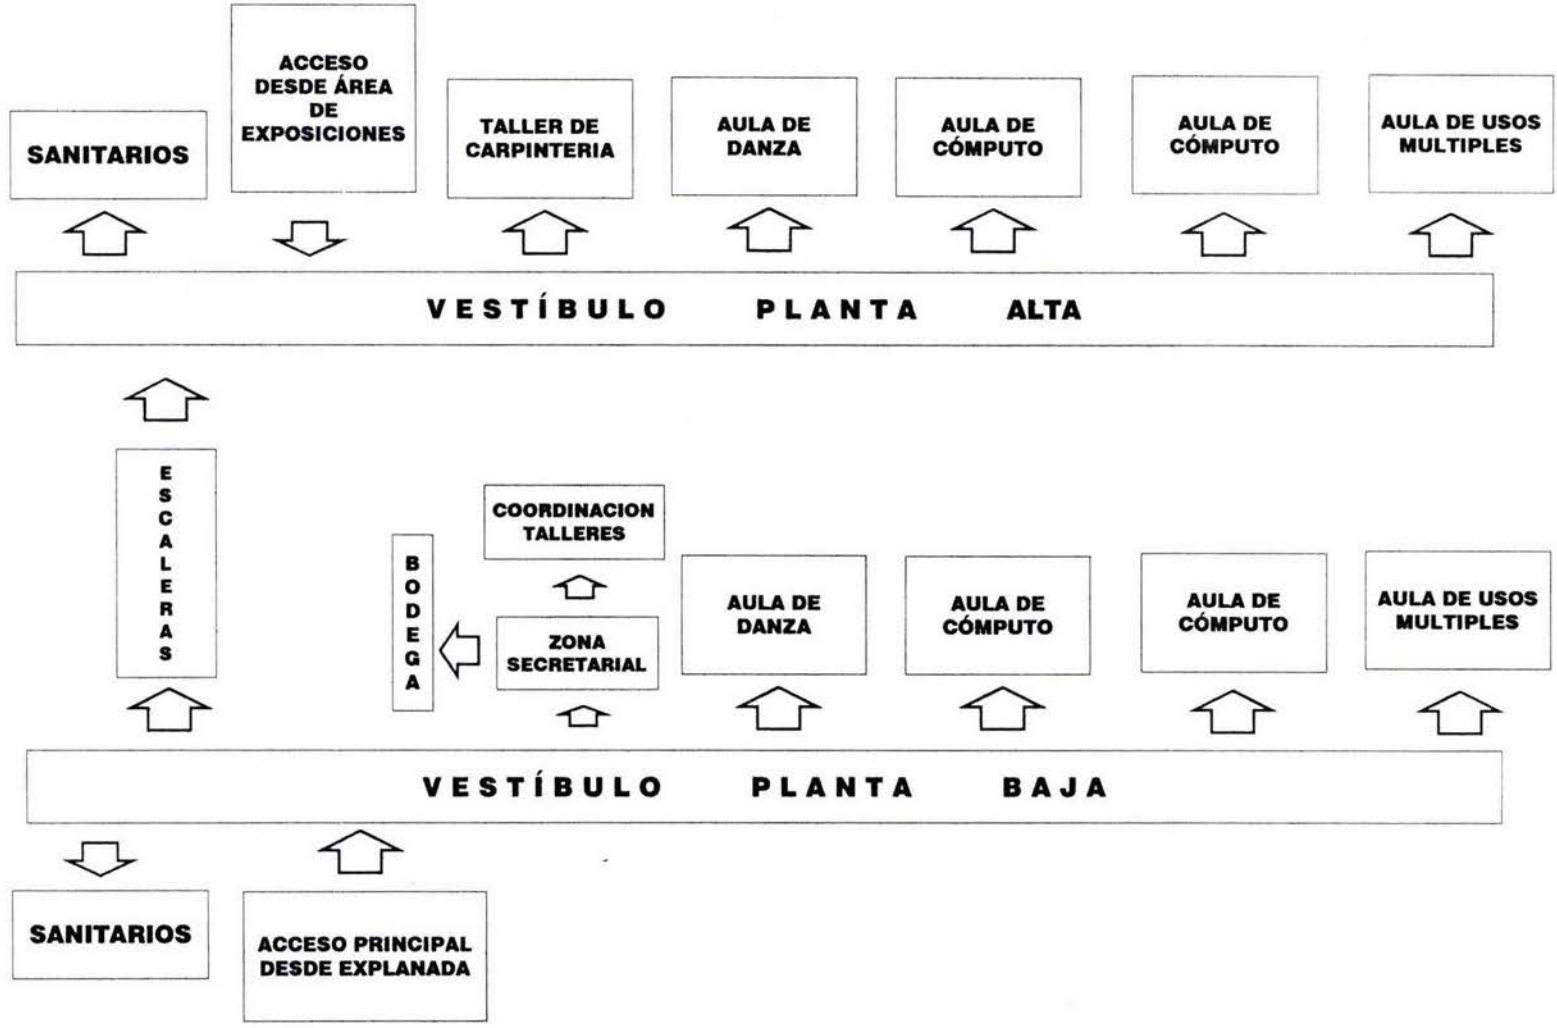 ACCESO
DESDE ÁREA
DE
EXPOSICIONES
SANITARIOS
TALLER DE
CARPINTERIA
AULA DE
DANZA
AULA DE
CÓMPUTO
AULA DE
CÓMPUTO
AULA DE USOS
MULTIPLES
VESTÍBULO PLANTA ALTA
ESCALERAS
BODEGA
COORDINACION
TALLERES
ZONA
SECRETARIAL
AULA DE
DANZA
AULA DE
CÓMPUTO
AULA DE
CÓMPUTO
AULA DE USOS
MULTIPLES
VESTÍBULO PLANTA BAJA
SANITARIOS
ACCESO PRINCIPAL
DESDE EXPLANADA